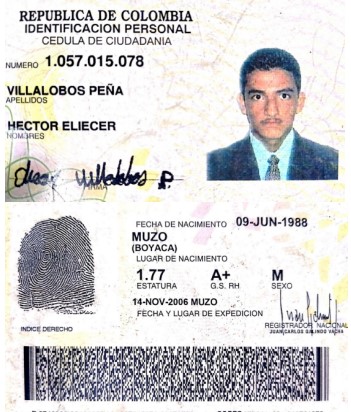 REPUBLICA DE COLOMBIA
IDENTIFICACION PERSONAL
CEDULA DE CIUDADANIA
NUMERO 1.057.015.078
VILLALOBOS PEÑA
APELLIDOS
HECTOR ELIECER
NOMBRES
Villalobos P.
FIRMA
FECHA DE NACIMIENTO 09-JUN-1988
MUZO
(BOYACA)
LUGAR DE NACIMIENTO
1.77 A+ M
ESTATURA G.S. RH SEXO
14-NOV-2006 MUZO
FECHA Y LUGAR DE EXPEDICION
INDICE DERECHO
REGISTRADOR NACIONAL
JUAN CARLOS GALINDO VACHA